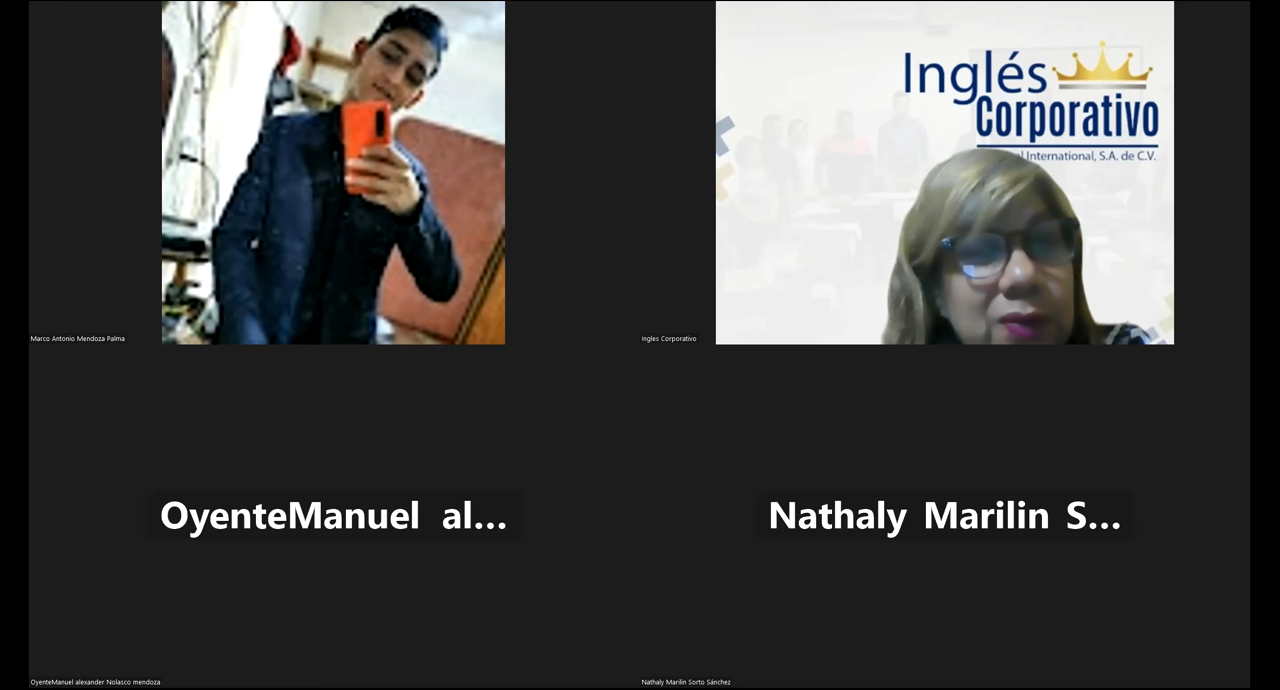 Inglés
Corporativo
l International, S.A. de C.V.
Marco Antonio Mendoza Palma
Ingles Corporativo
OyenteManuel al...
Nathaly Marilin S...
OyenteManuel alexander Nolasco mendoza
Nathaly Marilin Sorto Sánchez